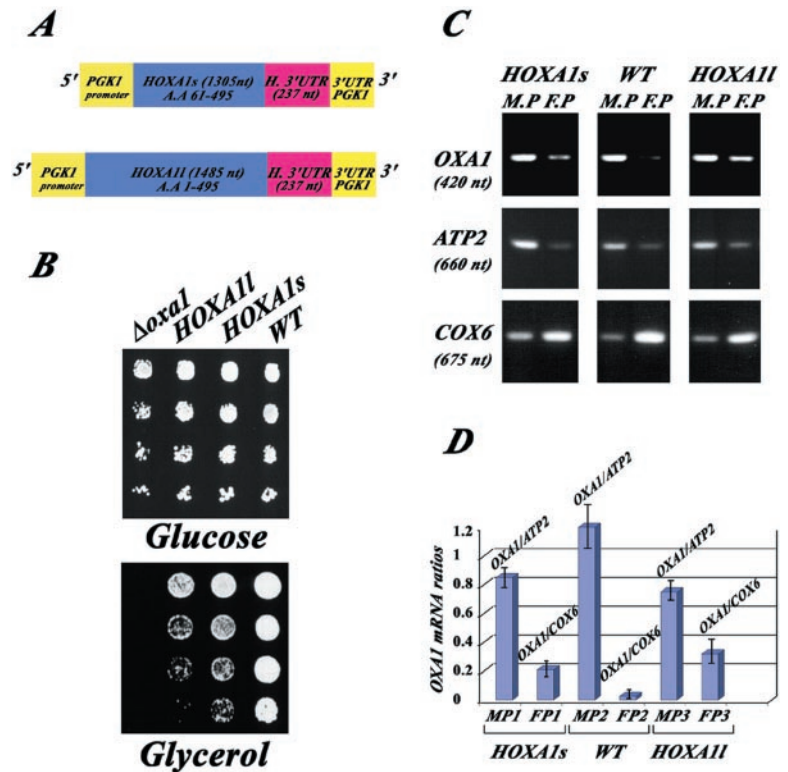 A
5' PGK1 promoter HOXA1s (1305nt) A.A 61-495 H. 3'UTR (237 nt) 3'UTR PGK1 3'
5' PGK1 promoter HOXA1l (1485 nt) A.A 1-495 H. 3'UTR (237 nt) 3'UTR PGK1 3'
B
Δoxa1 HOXA1l HOXA1s WT
Glucose
Glycerol
C
HOXA1s WT HOXA1l
M.P F.P M.P F.P M.P F.P
OXA1
(420 nt)
ATP2
(660 nt)
COX6
(675 nt)
D
OXA1 mRNA ratios
1.2
1
0.8
0.6
0.4
0.2
0
OXA1/ATP2
OXA1/COX6
OXA1/ATP2
OXA1/COX6
OXA1/ATP2
OXA1/COX6
MP1 FP1 MP2 FP2 MP3 FP3
HOXA1s WT HOXA1l